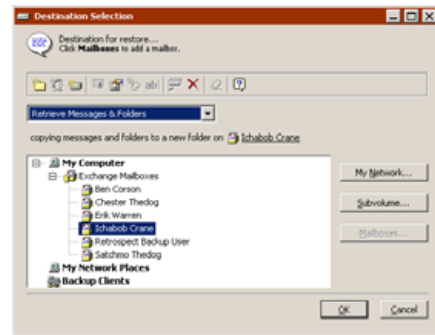 Destination Selection
Destination for restore...
Click Mailboxes to add a mailbox.
Retrieve Messages & Folders
copying messages and folders to a new folder on Ichabob Crane
My Computer
Exchange Mailboxes
Ben Corson
Chester Thedog
Erik Warren
Ichabob Crane
Retrospect Backup User
Satchmo Thedog
My Network Places
Backup Clients
My Network...
Subvolume...
Mailboxes...
OK
Cancel